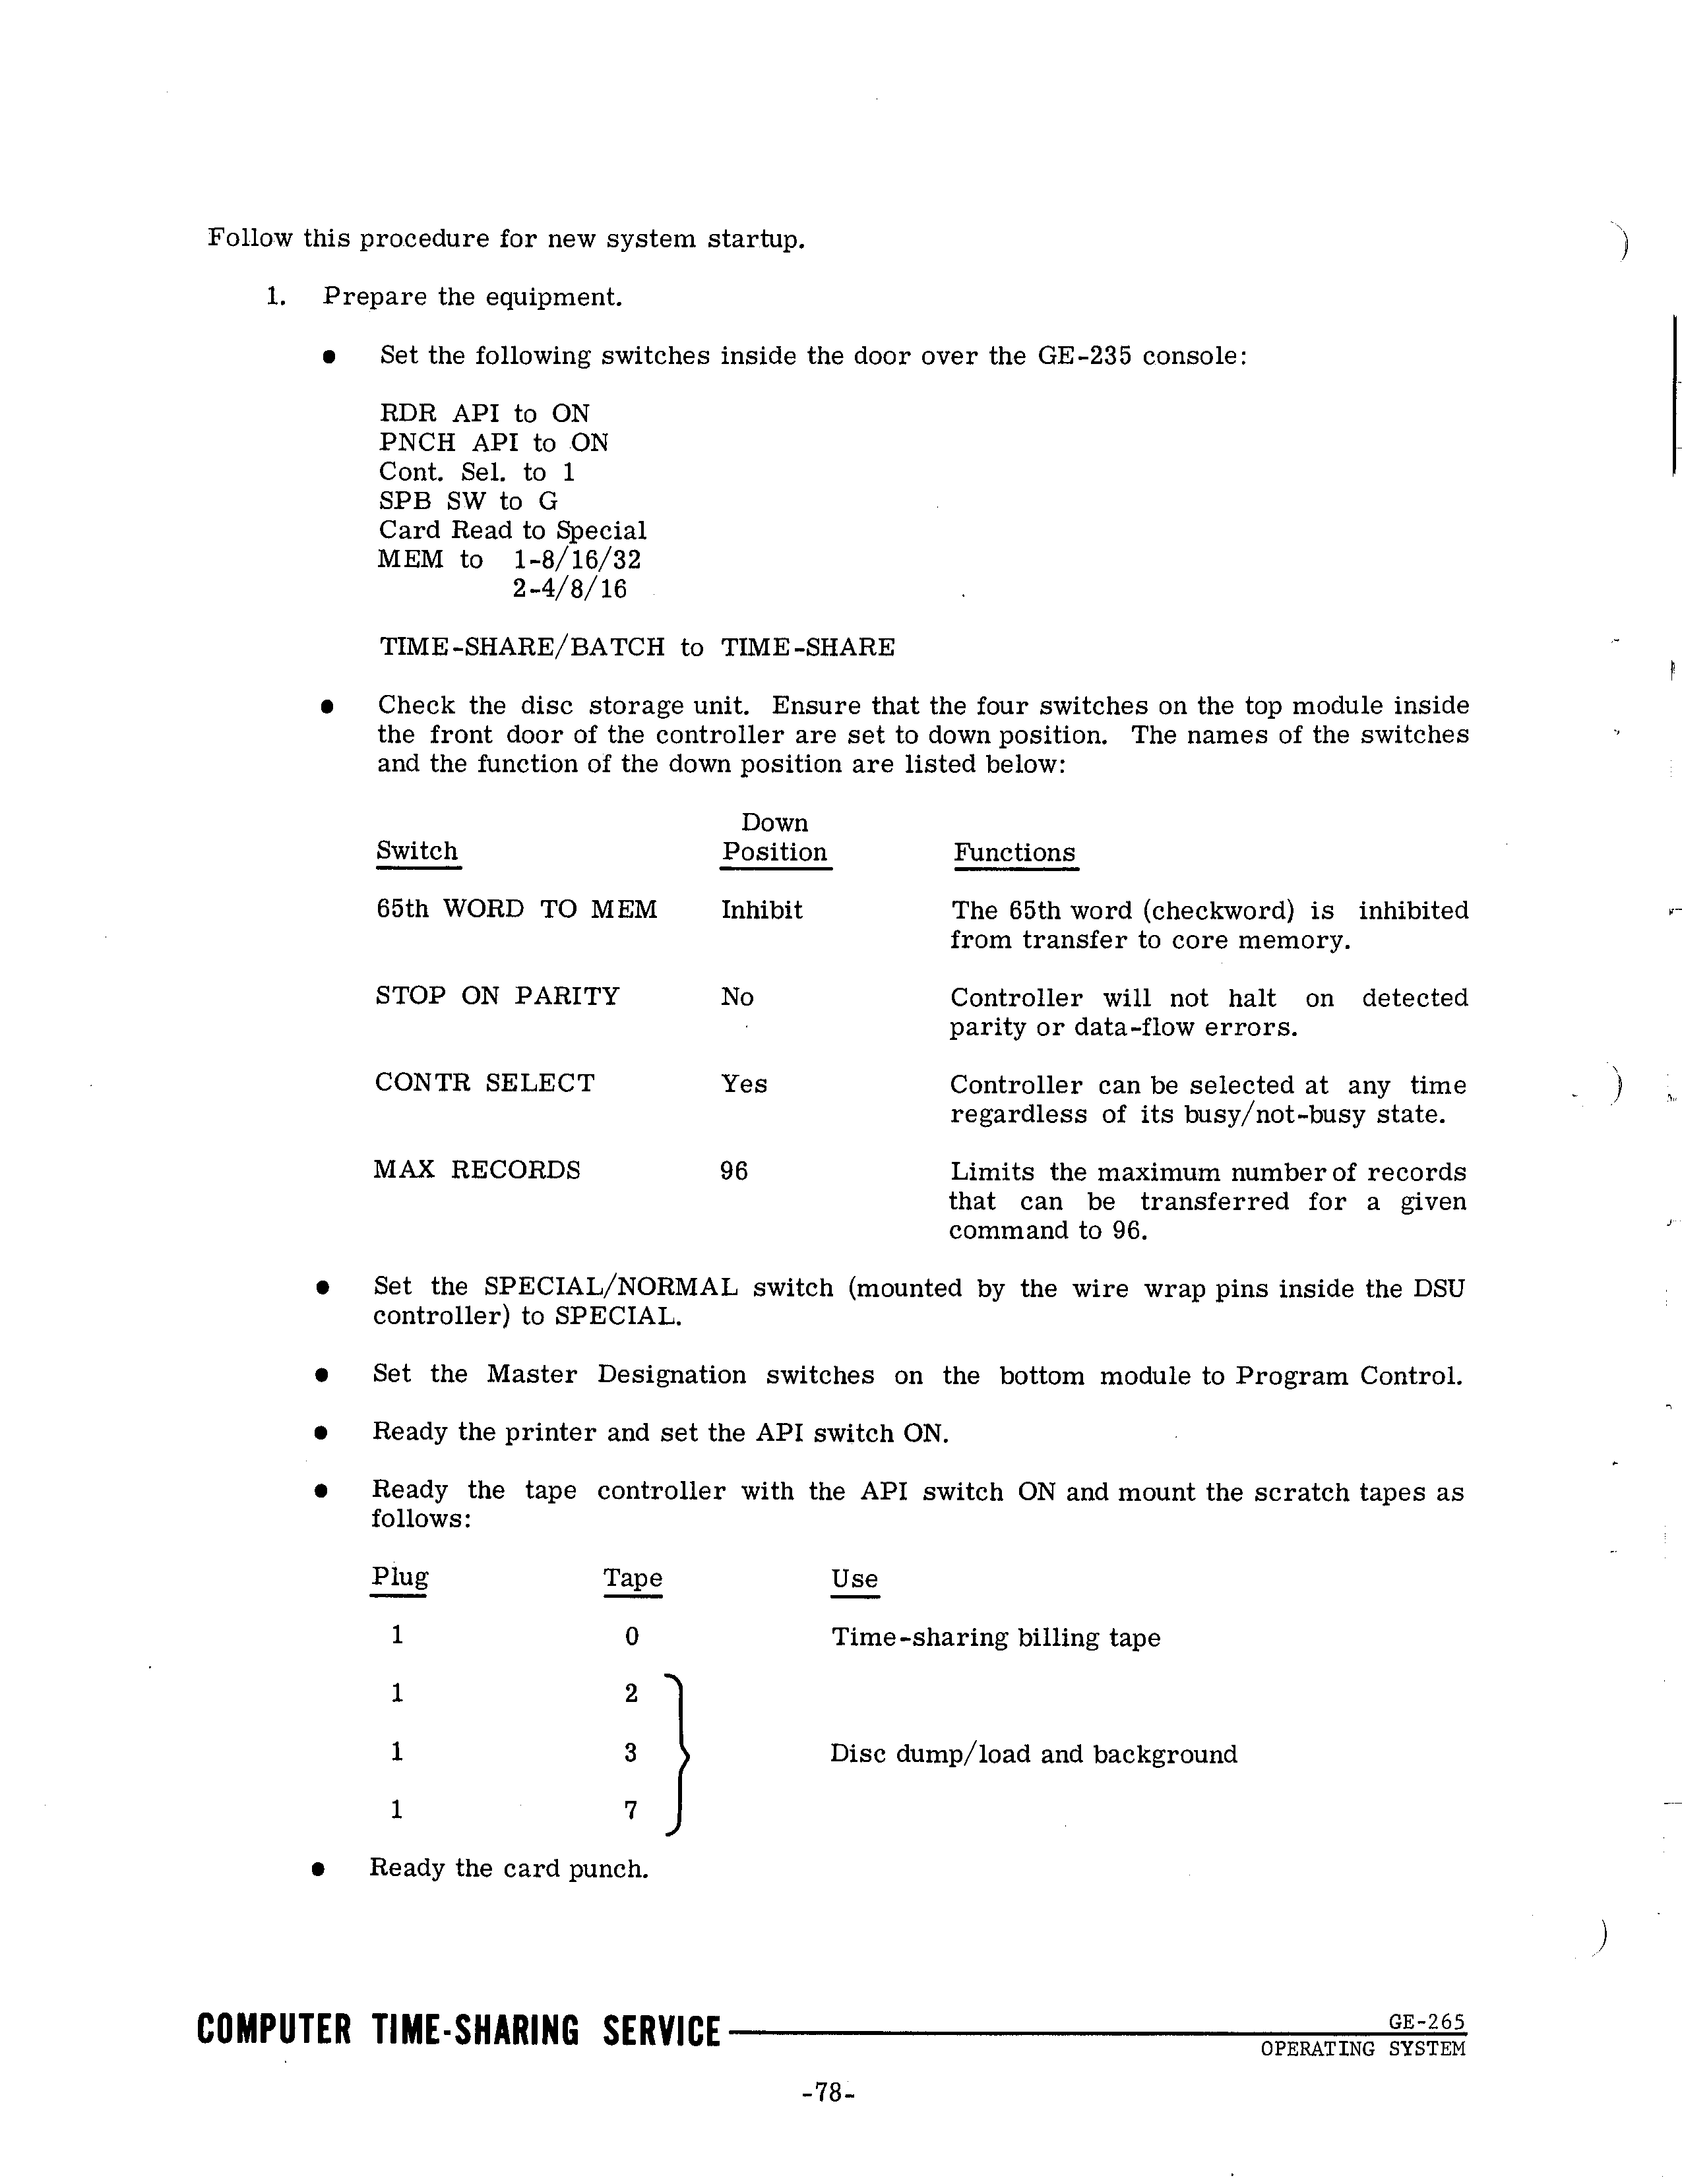 Follow this procedure for new system startup.
1. Prepare the equipment.
● Set the following switches inside the door over the GE-235 console:
RDR API to ON
PNCH API to ON
Cont. Sel. to 1
SPB SW to G
Card Read to Special
MEM to 1-8/16/32
2-4/8/16
TIME-SHARE/BATCH to TIME-SHARE
● Check the disc storage unit. Ensure that the four switches on the top module inside
the front door of the controller are set to down position. The names of the switches
and the function of the down position are listed below:
Down
Switch Position Functions
65th WORD TO MEM Inhibit The 65th word (checkword) is inhibited
from transfer to core memory.
STOP ON PARITY No Controller will not halt on detected
parity or data-flow errors.
CONTR SELECT Yes Controller can be selected at any time
regardless of its busy/not-busy state.
MAX RECORDS 96 Limits the maximum number of records
that can be transferred for a given
command to 96.
● Set the SPECIAL/NORMAL switch (mounted by the wire wrap pins inside the DSU
controller) to SPECIAL.
● Set the Master Designation switches on the bottom module to Program Control.
● Ready the printer and set the API switch ON.
● Ready the tape controller with the API switch ON and mount the scratch tapes as
follows:
Plug Tape Use
1 0 Time-sharing billing tape
1 2
1 3 Disc dump/load and background
1 7
● Ready the card punch.
COMPUTER TIME-SHARING SERVICE GE-265
OPERATING SYSTEM
-78-